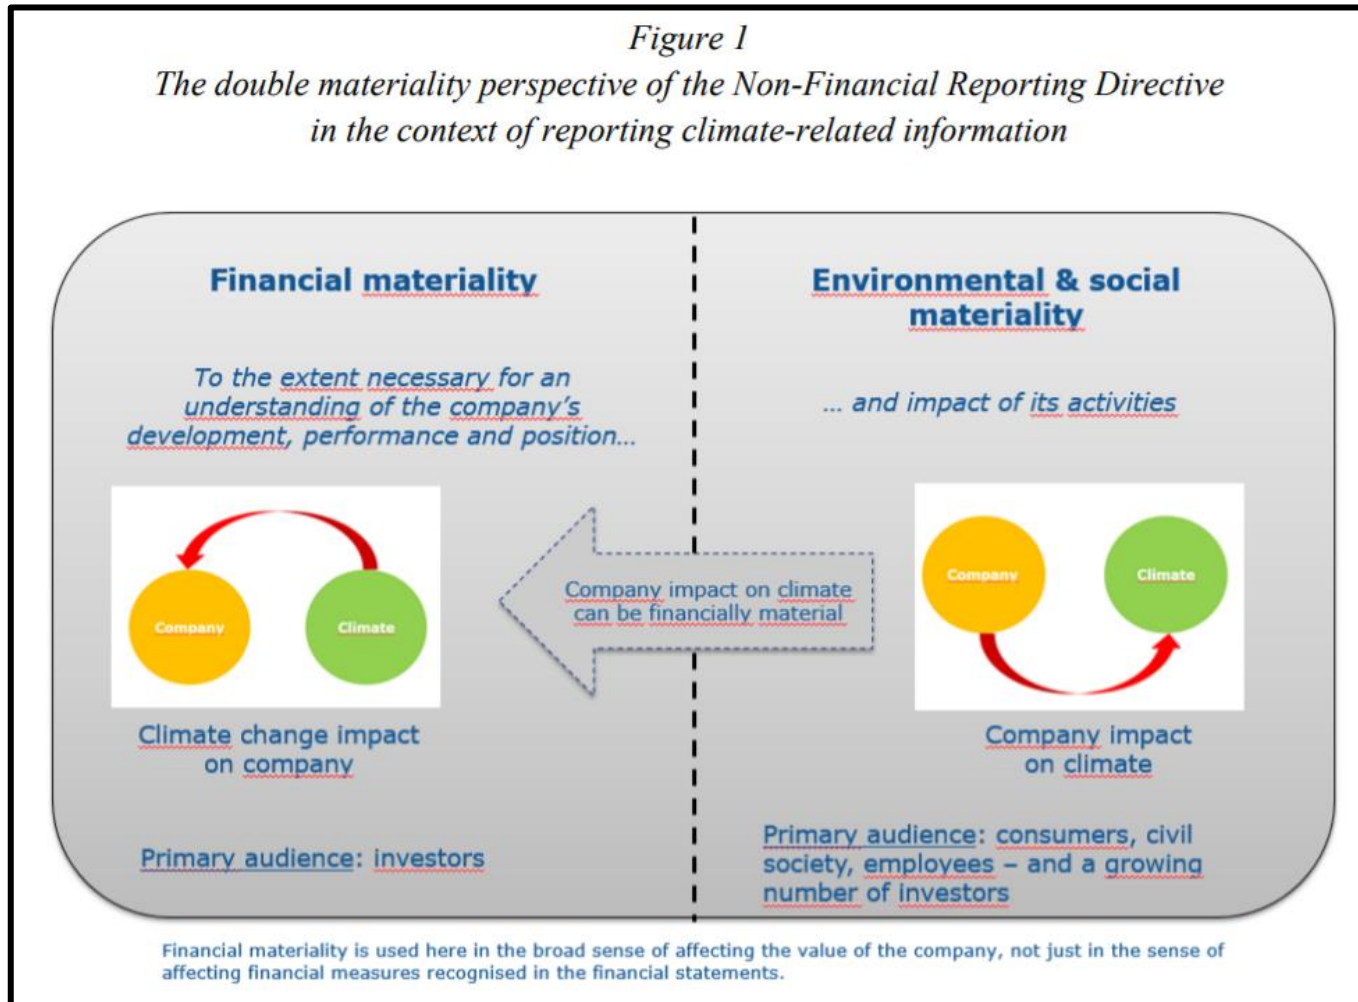 Figure 1
The double materiality perspective of the Non-Financial Reporting Directive
in the context of reporting climate-related information
Financial materiality
To the extent necessary for an
understanding of the company's
development, performance and position...
Company
Climate
Climate change impact
on company
Primary audience: investors
Company impact on climate
can be financially material
Environmental & social
materiality
... and impact of its activities
Company
Climate
Company impact
on climate
Primary audience: consumers, civil
society, employees – and a growing
number of investors
Financial materiality is used here in the broad sense of affecting the value of the company, not just in the sense of
affecting financial measures recognised in the financial statements.